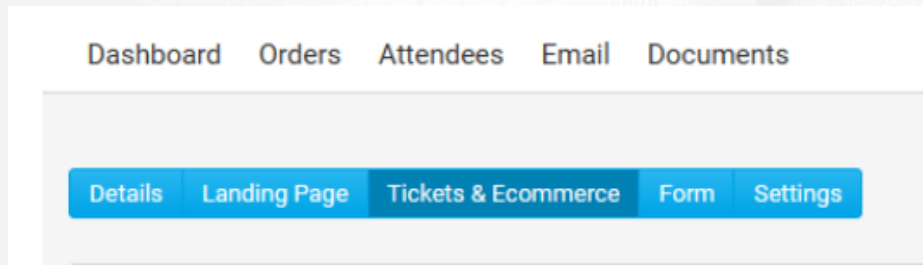 Dashboard Orders Attendees Email Documents
Details Landing Page Tickets & Ecommerce Form Settings